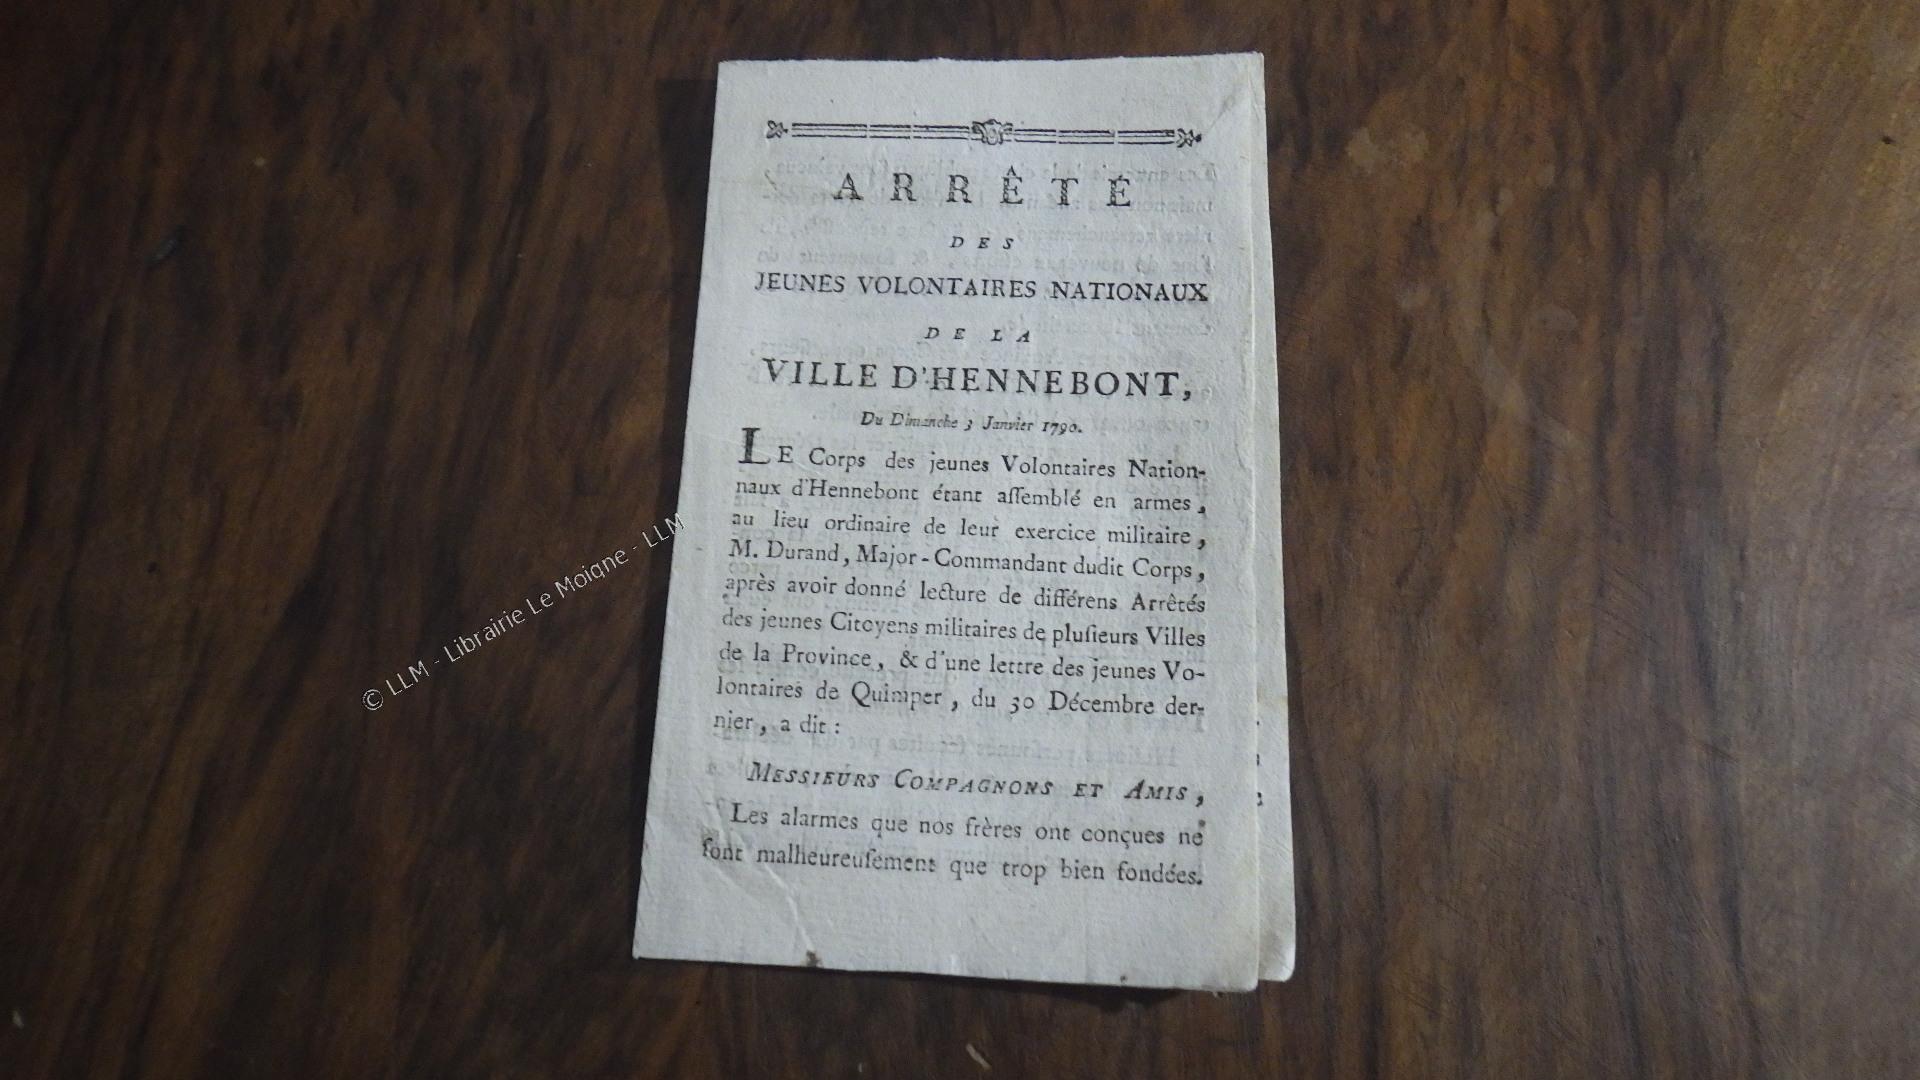 ARRÊTÉ
DES
JEUNES VOLONTAIRES NATIONAUX
DE LA
VILLE D'HENNEBONT,
Du Dimanche 3 Janvier 1790.
LE Corps des jeunes Volontaires Nation-
naux d'Hennebont étant aſſemblé en armes,
au lieu ordinaire de leur exercice militaire,
M. Durand, Major-Commandant dudit Corps,
après avoir donné lecture de différens Arrêtés
des jeunes Citoyens militaires de pluſieurs Villes
de la Province, & d'une lettre des jeunes Vo-
lontaires de Quimper, du 30 Décembre der-
nier, a dit:
MESSIEURS COMPAGNONS ET AMIS,
Les alarmes que nos frères ont conçues ne
ſont malheureuſement que trop bien fondées.
© LLM - Librairie Le Moigne - LLM